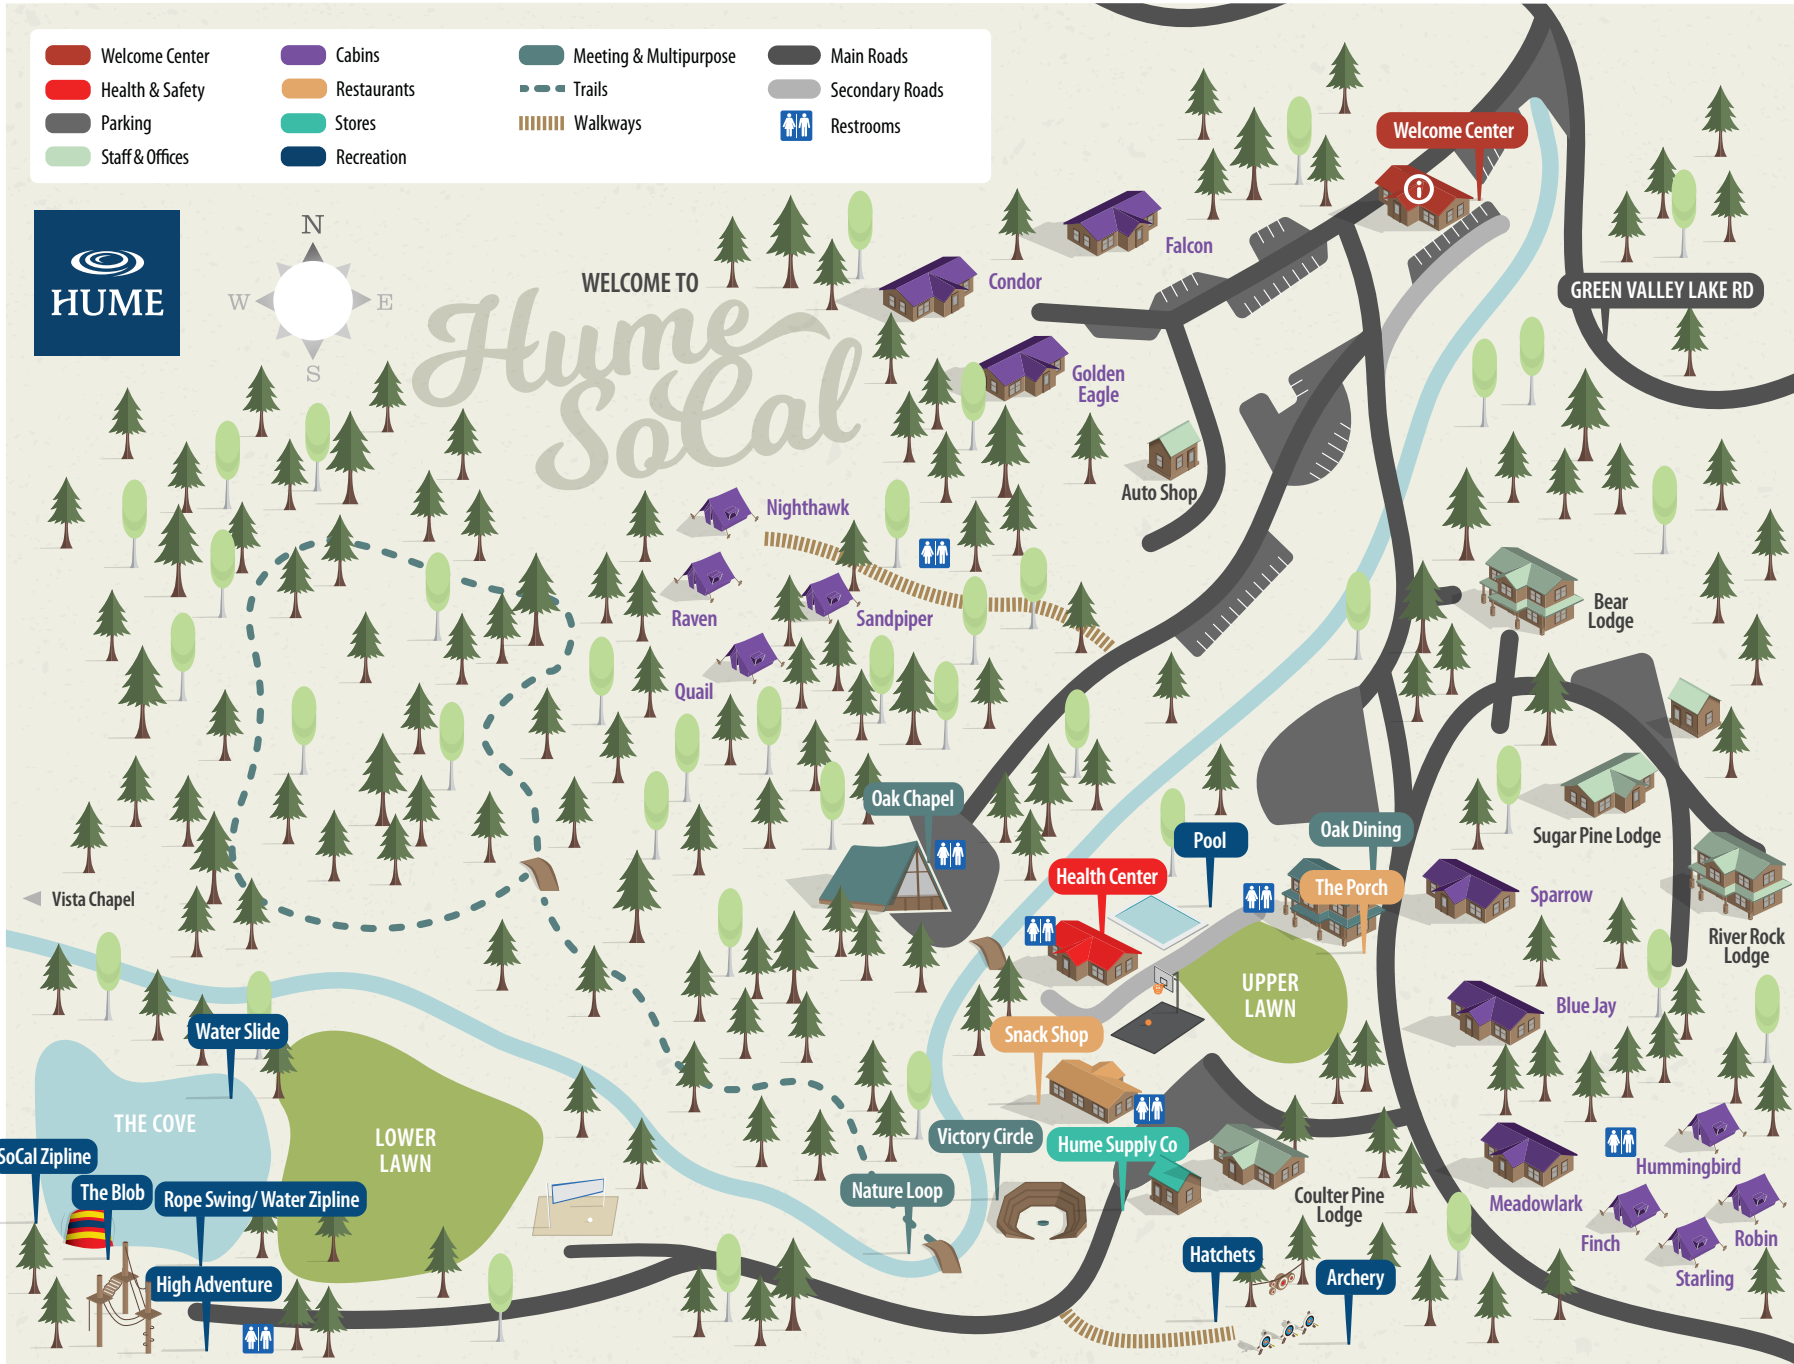 Welcome Center
Health & Safety
Parking
Staff & Offices
Cabins
Restaurants
Stores
Recreation
Meeting & Multipurpose
Trails
Walkways
Main Roads
Secondary Roads
Restrooms
HUME
N
W
E
S
WELCOME TO
Hume
SoCal
Welcome Center
Falcon
Condor
GREEN VALLEY LAKE RD
Golden
Eagle
Auto Shop
Nighthawk
Raven
Sandpiper
Quail
Bear
Lodge
Oak Chapel
Pool
Oak Dining
Sugar Pine Lodge
Health Center
The Porch
Sparrow
Vista Chapel
River Rock
Lodge
UPPER
LAWN
Blue Jay
Water Slide
Snack Shop
THE COVE
LOWER
LAWN
Victory Circle
Hume Supply Co
SoCal Zipline
The Blob
Rope Swing/ Water Zipline
Nature Loop
Coulter Pine
Lodge
Meadowlark
Hummingbird
Finch
Robin
Starling
High Adventure
Hatchets
Archery